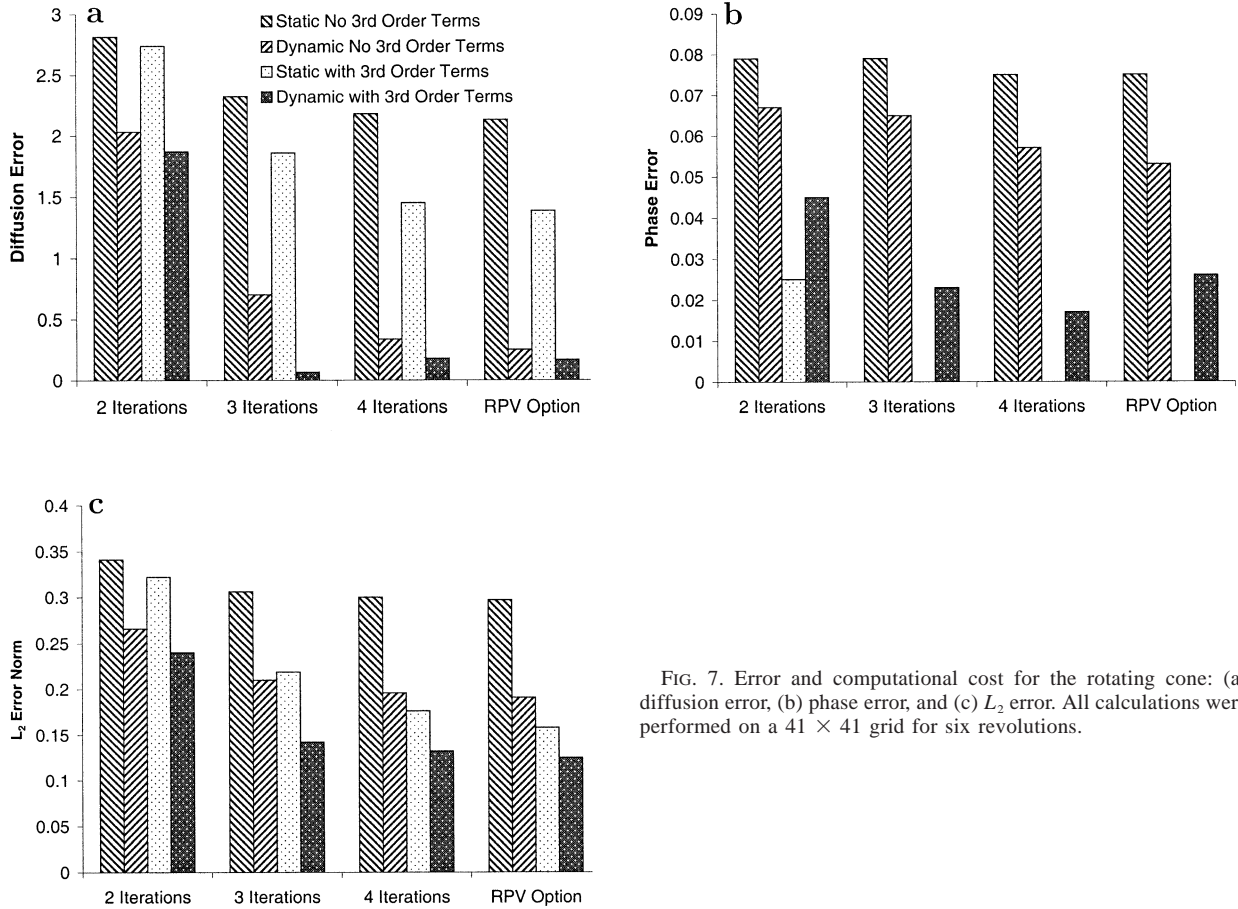 a
Static No 3rd Order Terms
Dynamic No 3rd Order Terms
Static with 3rd Order Terms
Dynamic with 3rd Order Terms
3
2.5
2
1.5
1
0.5
0
Diffusion Error
2 Iterations
3 Iterations
4 Iterations
RPV Option
b
0.09
0.08
0.07
0.06
0.05
0.04
0.03
0.02
0.01
0
Phase Error
2 Iterations
3 Iterations
4 Iterations
RPV Option
c
0.4
0.35
0.3
0.25
0.2
0.15
0.1
0.05
0
L₂ Error Norm
2 Iterations
3 Iterations
4 Iterations
RPV Option
FIG. 7. Error and computational cost for the rotating cone: (a
diffusion error, (b) phase error, and (c) L₂ error. All calculations wer
performed on a 41 × 41 grid for six revolutions.